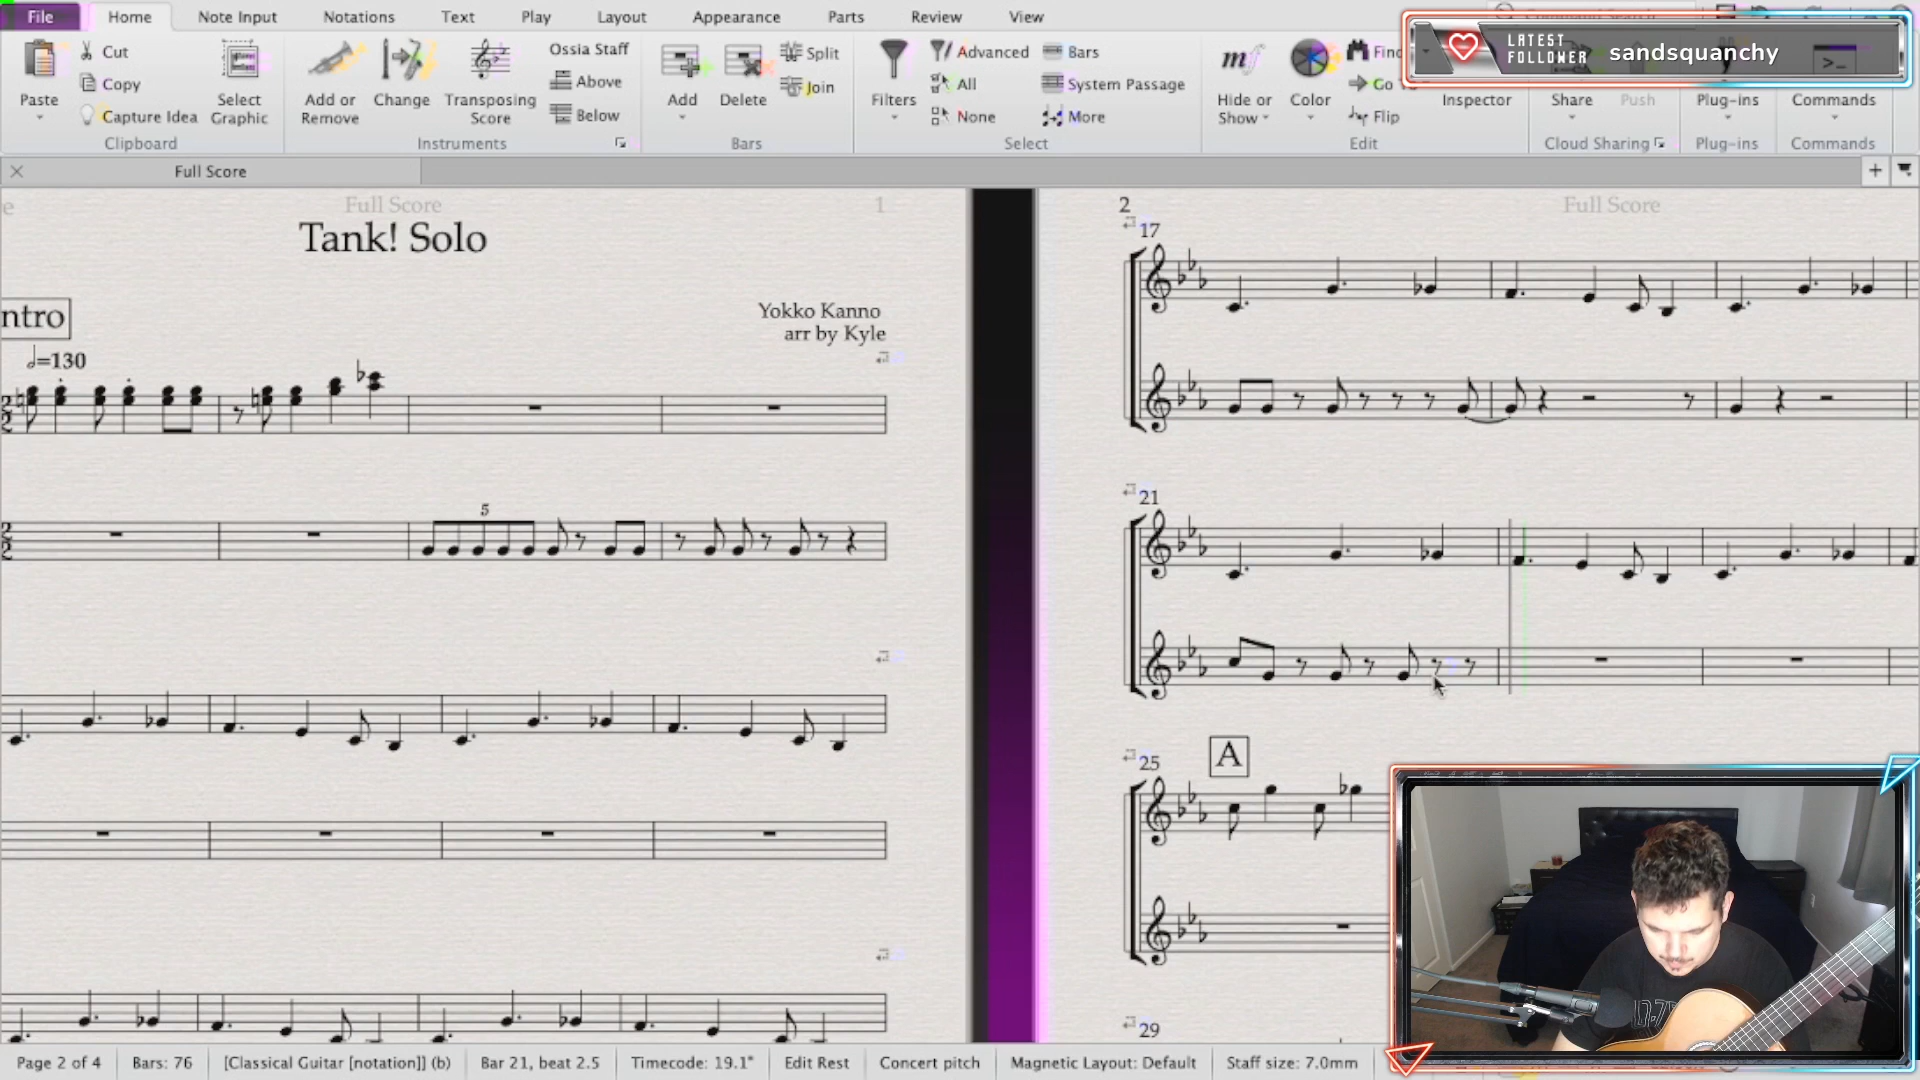 File Home Note Input Notations Text Play Layout Appearance Parts Review View
LATEST FOLLOWER sandsquanchy
Paste Cut Copy Capture Idea Select Graphic Clipboard
Add or Remove Change Transposing Score Ossia Staff Above Below Instruments
Add Delete Split Join Bars
Filters Advanced All None Bars System Passage More Select
Hide or Show Color Find Go To Flip Inspector Edit
Share Push Cloud Sharing
Plug-ins Plug-ins
Commands Commands
Full Score
Full Score 1
Tank! Solo
ntro
Yokko Kanno
arr by Kyle
=130
2
2
5
2
2
2 Full Score
17
21
25 A
29
Page 2 of 4 Bars: 76 [Classical Guitar [notation]] (b) Bar 21, beat 2.5 Timecode: 19.1" Edit Rest Concert pitch Magnetic Layout: Default Staff size: 7.0mm